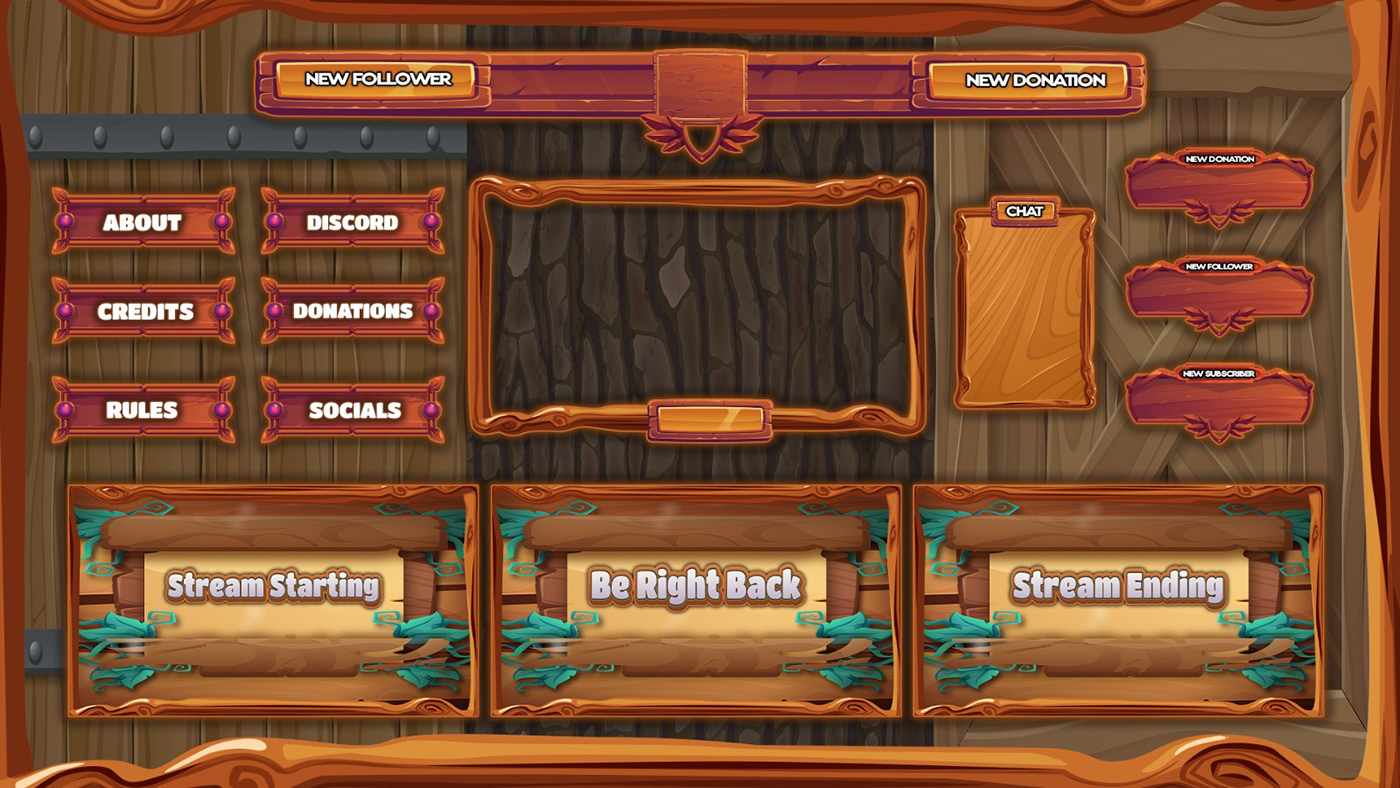 NEW FOLLOWER
NEW DONATION
ABOUT
DISCORD
CREDITS
DONATIONS
RULES
SOCIALS
CHAT
NEW DONATION
NEW FOLLOWER
NEW SUBSCRIBER
Stream Starting
Be Right Back
Stream Ending